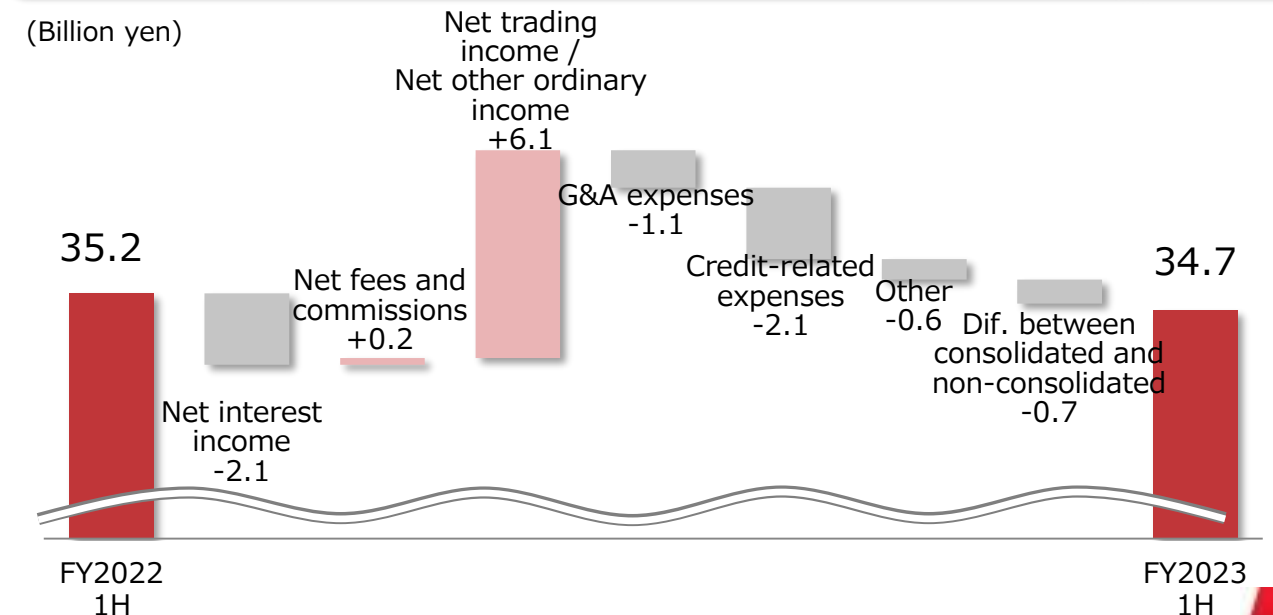 (Billion yen)
35.2
Net interest
income
-2.1
Net fees and
commissions
+0.2
Net trading
income /
Net other ordinary
income
+6.1
G&A expenses
-1.1
Credit-related
expenses
-2.1
Other
-0.6
Dif. between
consolidated and
non-consolidated
-0.7
34.7
FY2022
1H
FY2023
1H